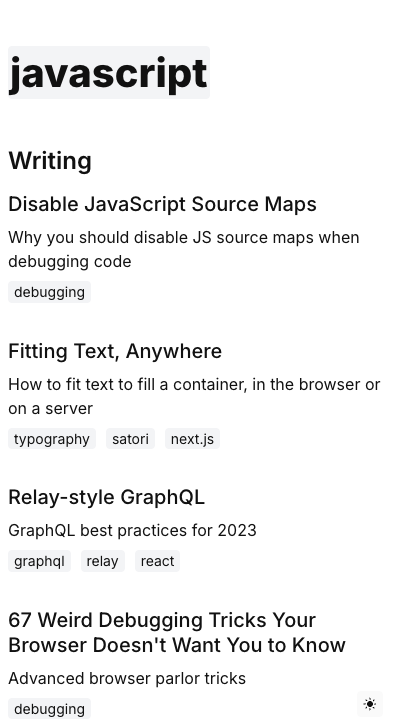 javascript
Writing
Disable JavaScript Source Maps
Why you should disable JS source maps when
debugging code
debugging
Fitting Text, Anywhere
How to fit text to fill a container, in the browser or
on a server
typography satori next.js
Relay-style GraphQL
GraphQL best practices for 2023
graphql relay react
67 Weird Debugging Tricks Your
Browser Doesn't Want You to Know
Advanced browser parlor tricks
debugging